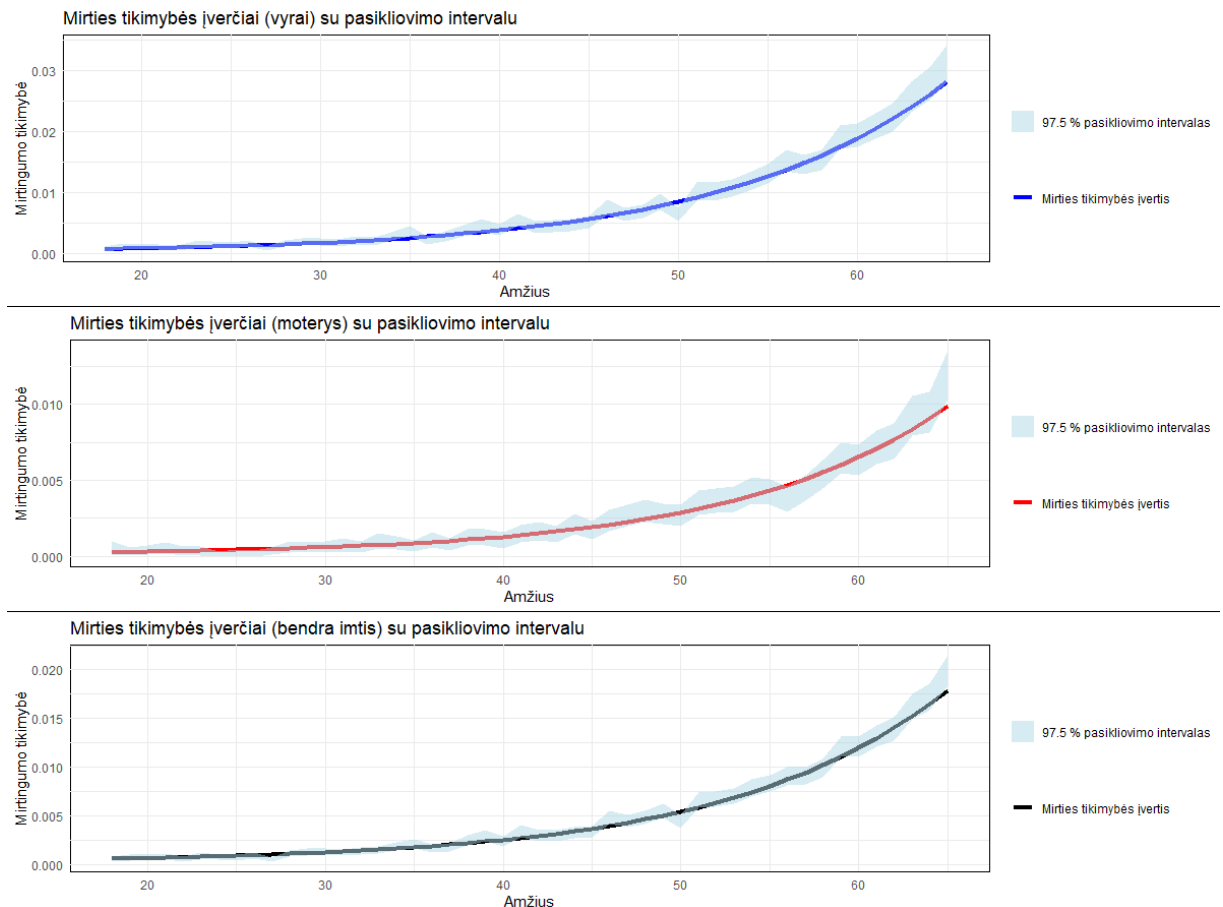 Mirties tikimybės įverčiai (vyrai) su pasikliovimo intervalu
Mirtingumo tikimybė
0.03
0.02
0.01
0.00
20 30 40 50 60
Amžius
97.5 % pasikliovimo intervalas
Mirties tikimybės įvertis
Mirties tikimybės įverčiai (moterys) su pasikliovimo intervalu
Mirtingumo tikimybė
0.010
0.005
0.000
20 30 40 50 60
Amžius
97.5 % pasikliovimo intervalas
Mirties tikimybės įvertis
Mirties tikimybės įverčiai (bendra imtis) su pasikliovimo intervalu
Mirtingumo tikimybė
0.020
0.015
0.010
0.005
0.000
20 30 40 50 60
Amžius
97.5 % pasikliovimo intervalas
Mirties tikimybės įvertis